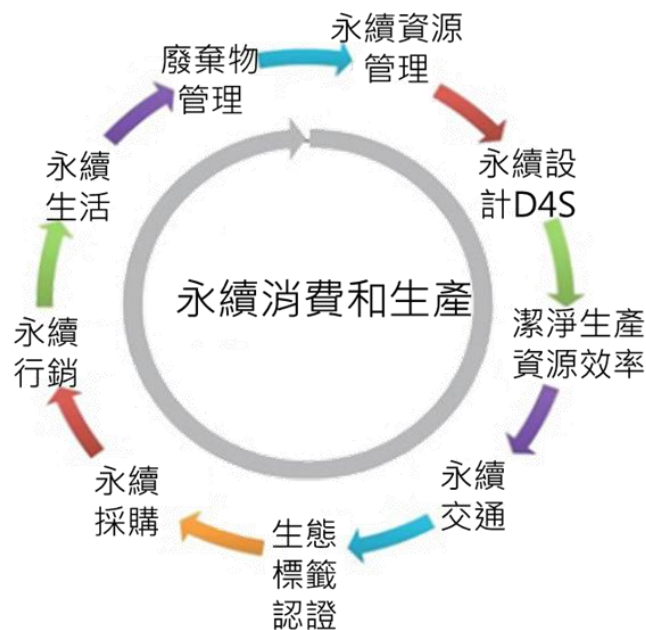 永續資源
管理
永續設
計D4S
潔淨生產
資源效率
永續
交通
生態
標籤
認證
永續
採購
永續
行銷
永續
生活
廢棄物
管理
永續消費和生產